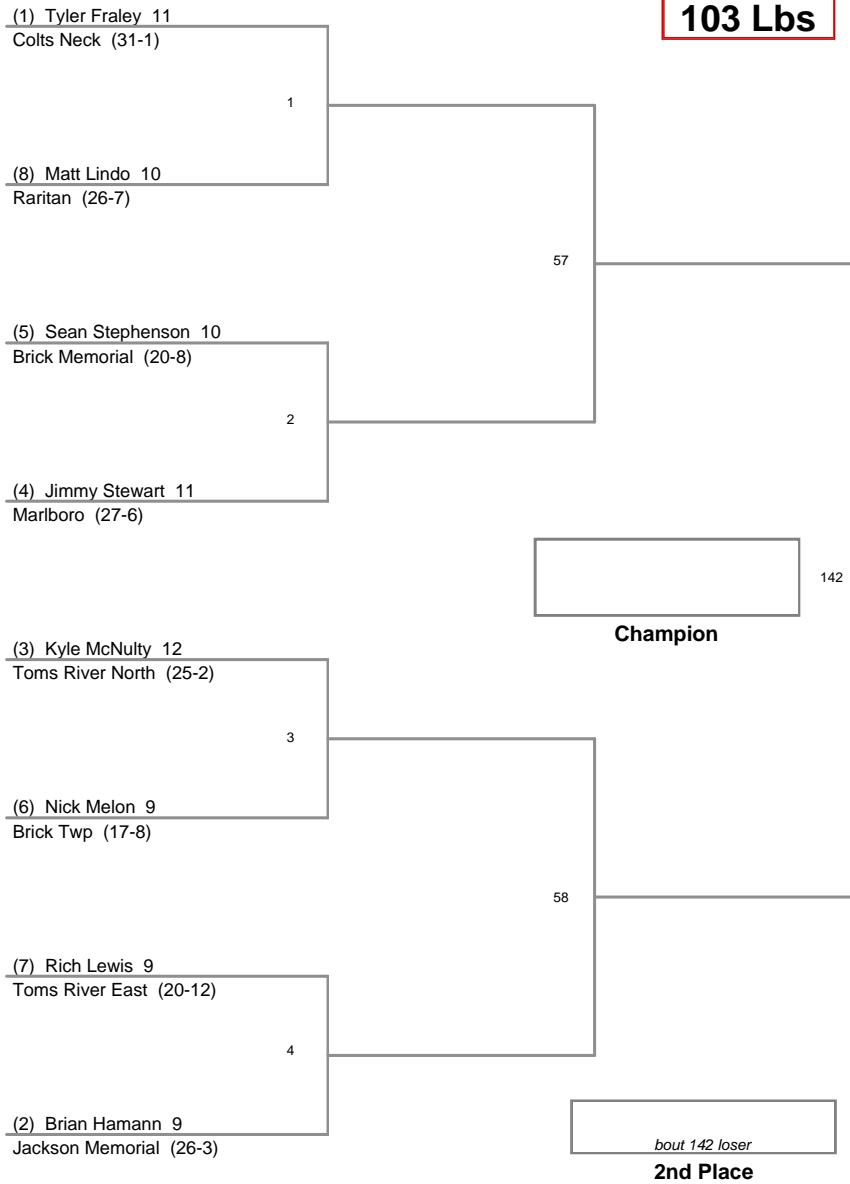 103 Lbs
(1) Tyler Fraley 11
Colts Neck (31-1)
1
(8) Matt Lindo 10
Raritan (26-7)
57
(5) Sean Stephenson 10
Brick Memorial (20-8)
2
(4) Jimmy Stewart 11
Marlboro (27-6)
142
Champion
(3) Kyle McNulty 12
Toms River North (25-2)
3
(6) Nick Melon 9
Brick Twp (17-8)
58
(7) Rich Lewis 9
Toms River East (20-12)
4
(2) Brian Hamann 9
Jackson Memorial (26-3)
bout 142 loser
2nd Place